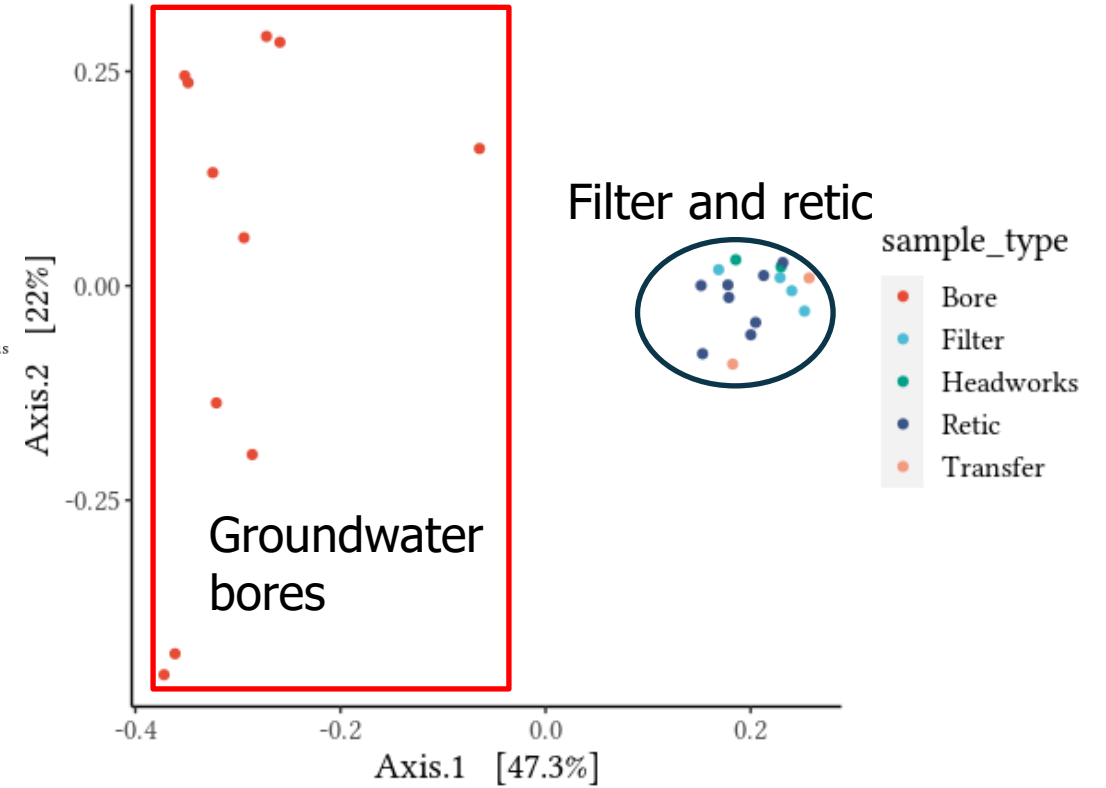 0.25
0.00
-0.25
Axis.2 [22%]
Filter and retic
sample_type
Bore
Filter
Headworks
Retic
Transfer
Groundwater
bores
-0.4
-0.2
0.0
0.2
Axis.1 [47.3%]